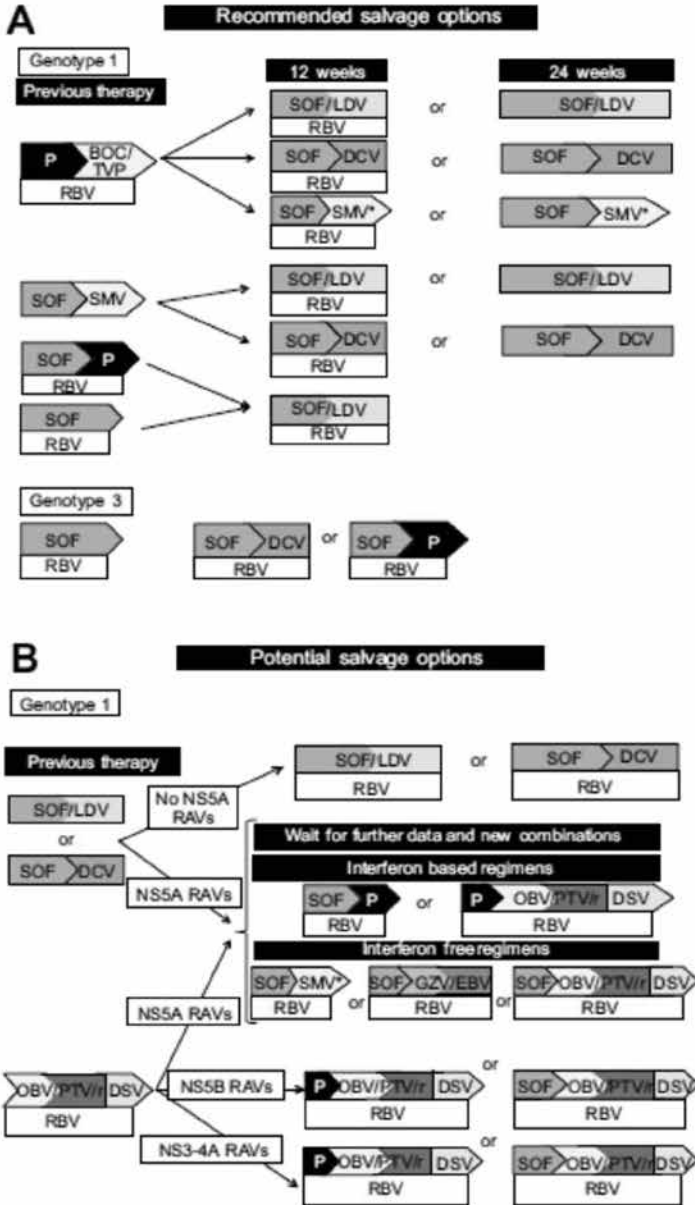 A
Recommended salvage options
Genotype 1
Previous therapy
12 weeks
24 weeks
P BOC/TVP
RBV
SOF/LDV
RBV
or
SOF/LDV
SOF DCV
RBV
or
SOF DCV
SOF SMV*
RBV
or
SOF SMV*
SOF SMV
SOF/LDV
RBV
or
SOF/LDV
SOF DCV
RBV
or
SOF DCV
SOF P
RBV
SOF
RBV
SOF/LDV
RBV
Genotype 3
SOF
RBV
SOF DCV
RBV
or
SOF P
RBV
B
Potential salvage options
Genotype 1
Previous therapy
SOF/LDV
or
SOF DCV
No NS5A
RAVs
SOF/LDV
RBV
or
SOF DCV
RBV
NS5A RAVs
Wait for further data and new combinations
Interferon based regimens
SOF P
RBV
or
P OBV/PTV/r DSV
RBV
Interferon free regimens
SOF SMV*
RBV
or
SOF GZV/EBV
RBV
or
SOF OBV/PTV/r DSV
RBV
NS5A RAVs
OBV/PTV/r DSV
RBV
NS5B RAVs
P OBV/PTV/r DSV
RBV
or
SOF OBV/PTV/r DSV
RBV
NS3-4A RAVs
P OBV/PTV/r DSV
RBV
or
SOF OBV/PTV/r DSV
RBV